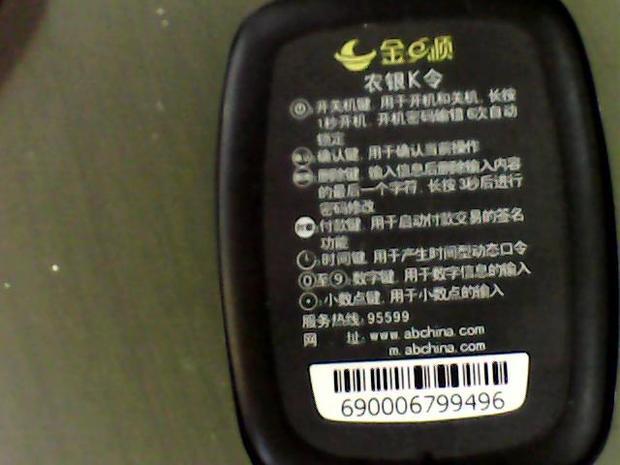 金e顺
农银K令
开关机键, 用于开机和关机, 长按
1秒开机, 开机密码输错 6次自动
锁定
确认键, 用于确认当前操作
删除键, 输入信息后删除输入内容
的最后一个字符, 长按 3秒后进行
密码修改
付款 付款键, 用于启动付款交易的签名
功能
时间键, 用于产生时间型动态口令
0至9 数字键, 用于数字信息的输入
小数点键, 用于小数点的输入
服务热线: 95599
网 址: www.abchina.com
m.abchina.com
690006799496